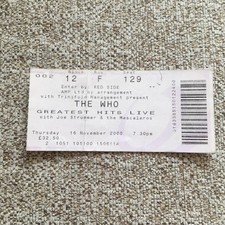 002 12 F 129
Enter by: RED SIDE
AMP Ltd by arrangement
with Trinifold Management present
THE WHO
GREATEST HITS LIVE
with Joe Strummer & the Mescaleros
Thursday 16 November 2000 7.30pm
£32.50